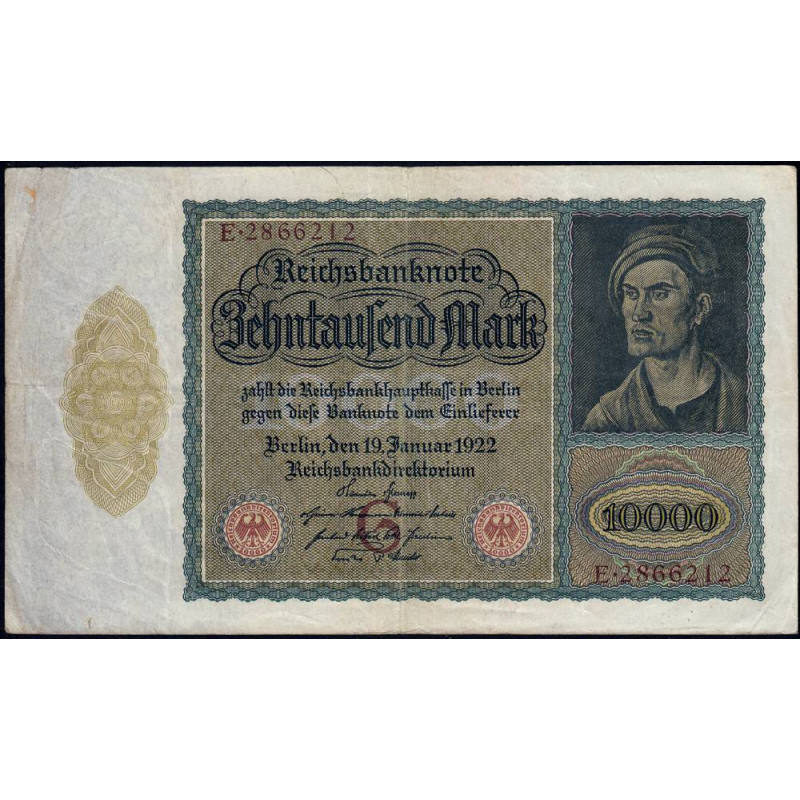 E·2866212
Reichsbanknote
Zehntausend Mark
zahlt die Reichsbankhauptkasse in Berlin
gegen diese Banknote dem Einlieferer
Berlin, den 19. Januar 1922
Reichsbankdirektorium
G
10000
E·2866212